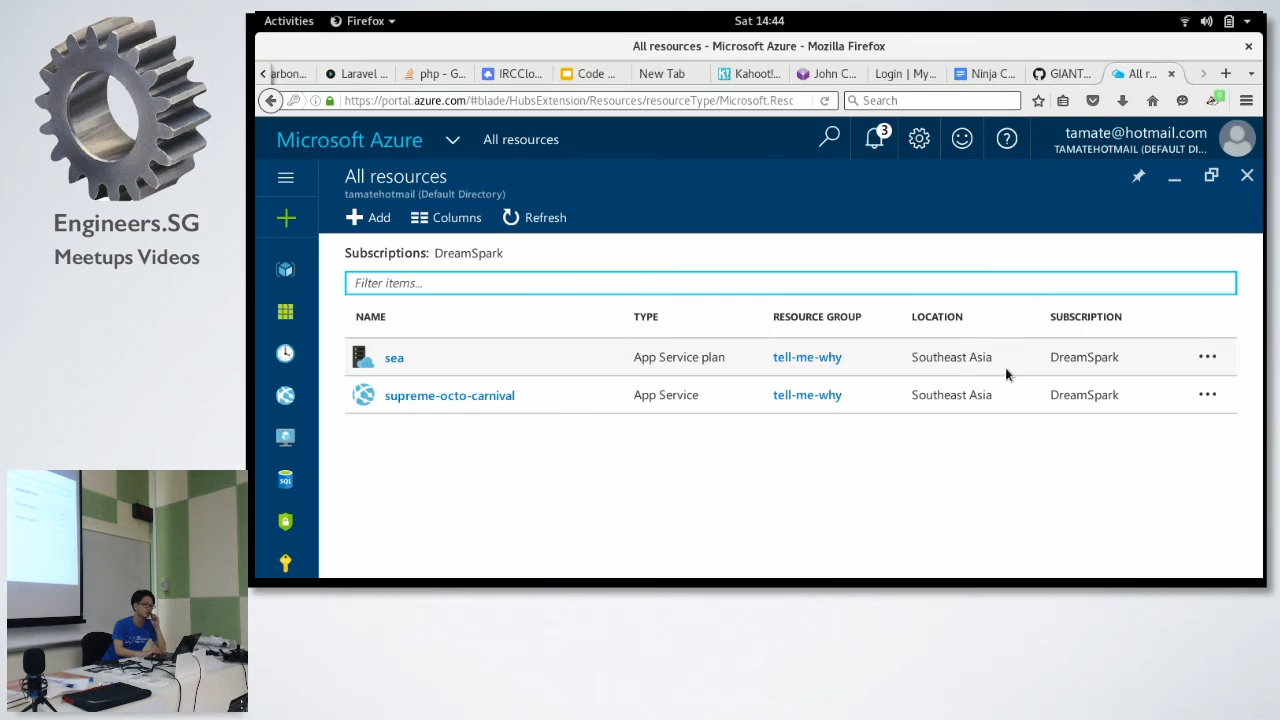 Engineers.SG
Meetups Videos
Activities Firefox Sat 14:44
All resources - Microsoft Azure - Mozilla Firefox
arbon... Laravel ... php - G... IRCClo... Code ... New Tab Kahoot!... John C... Login | My... Ninja C... GIANT... All r...
https://portal.azure.com/#blade/HubsExtension/Resources/resourceType/Microsoft.Resc Search 0
Microsoft Azure All resources 3 tamate@hotmail.com
TAMATEHOTMAIL (DEFAULT DI...
All resources
tamatehotmail (Default Directory)
Add Columns Refresh
Subscriptions: DreamSpark
Filter items...
NAME TYPE RESOURCE GROUP LOCATION SUBSCRIPTION
sea App Service plan tell-me-why Southeast Asia DreamSpark ...
supreme-octo-carnival App Service tell-me-why Southeast Asia DreamSpark ...
SQL